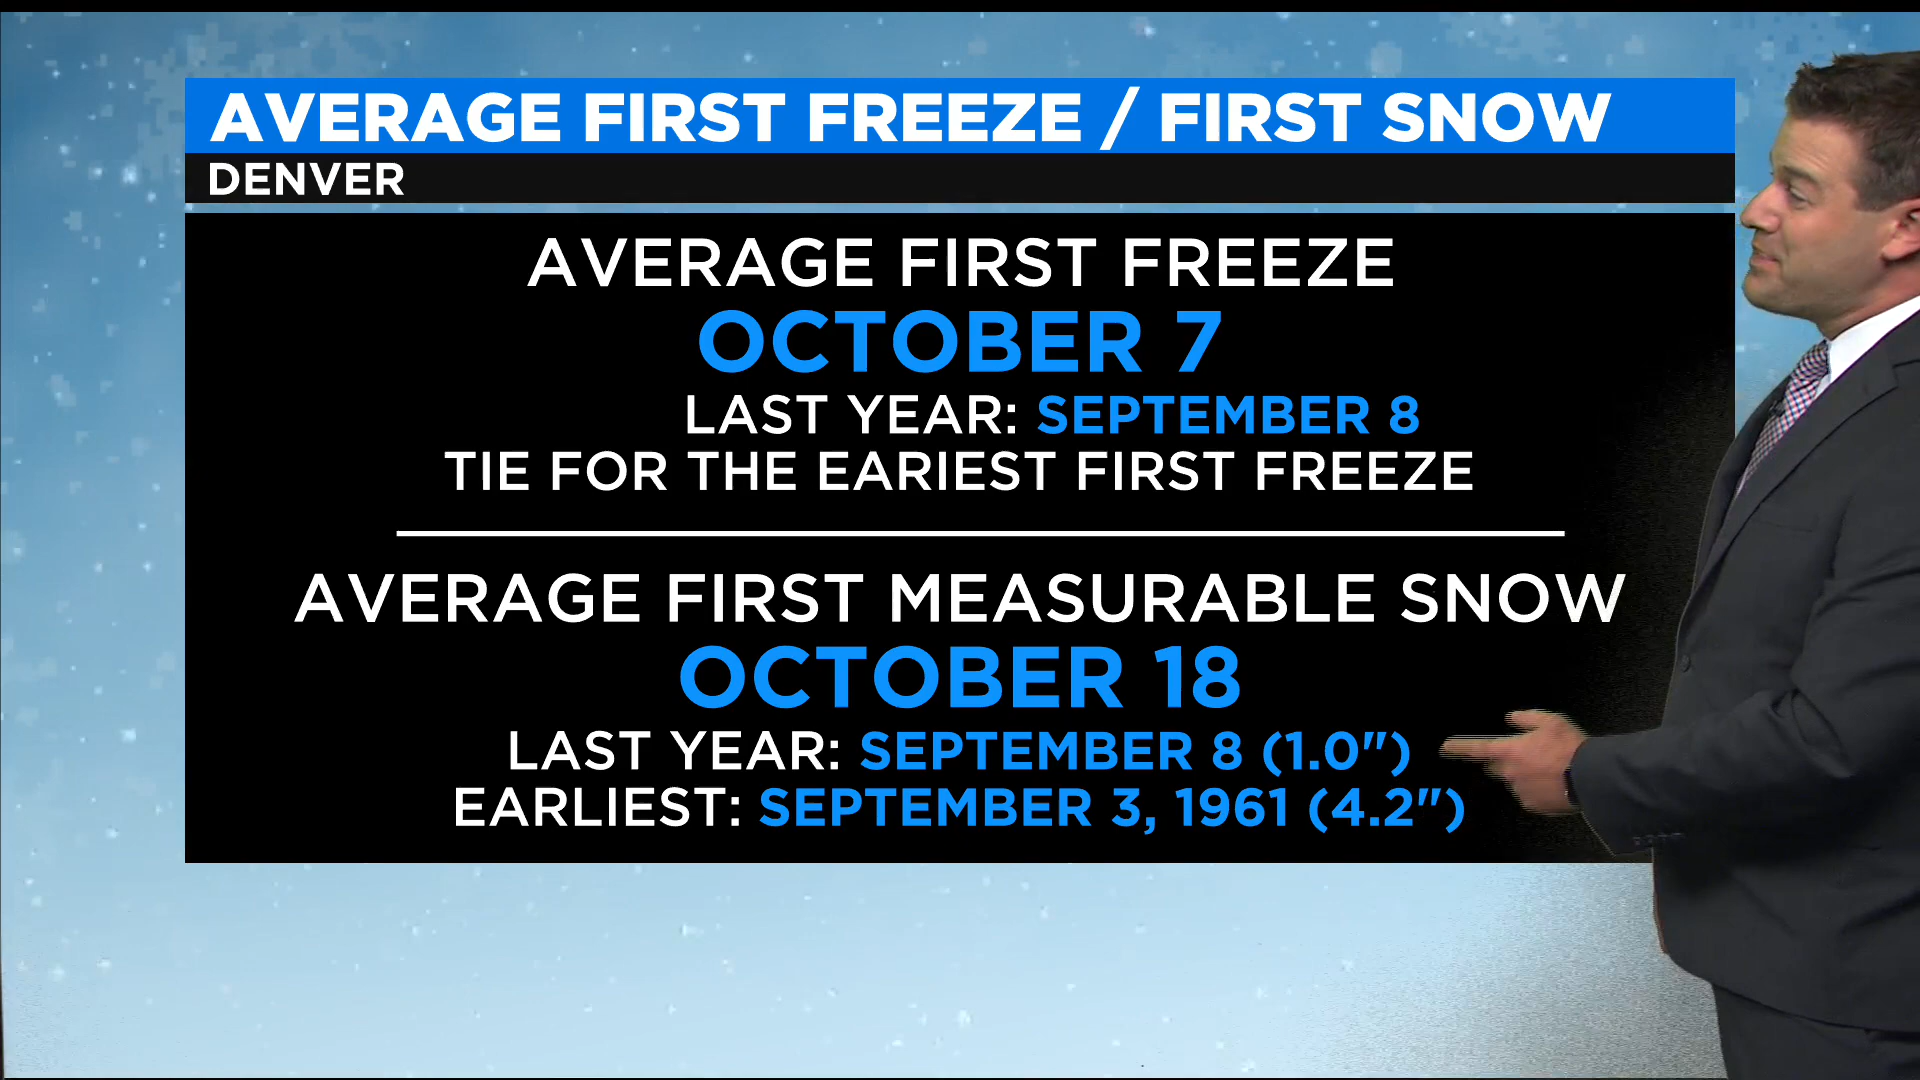 AVERAGE FIRST FREEZE / FIRST SNOW
DENVER
AVERAGE FIRST FREEZE
OCTOBER 7
LAST YEAR: SEPTEMBER 8
TIE FOR THE EARIEST FIRST FREEZE
AVERAGE FIRST MEASURABLE SNOW
OCTOBER 18
LAST YEAR: SEPTEMBER 8 (1.0")
EARLIEST: SEPTEMBER 3, 1961 (4.2")